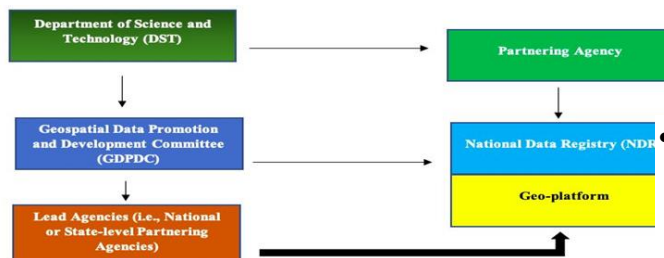 Department of Science and
Technology (DST)
Partnering Agency
Geospatial Data Promotion
and Development Committee
(GDPDC)
National Data Registry (NDR
Geo-platform
Lead Agencies (i.e., National
or State-level Partnering
Agencies)